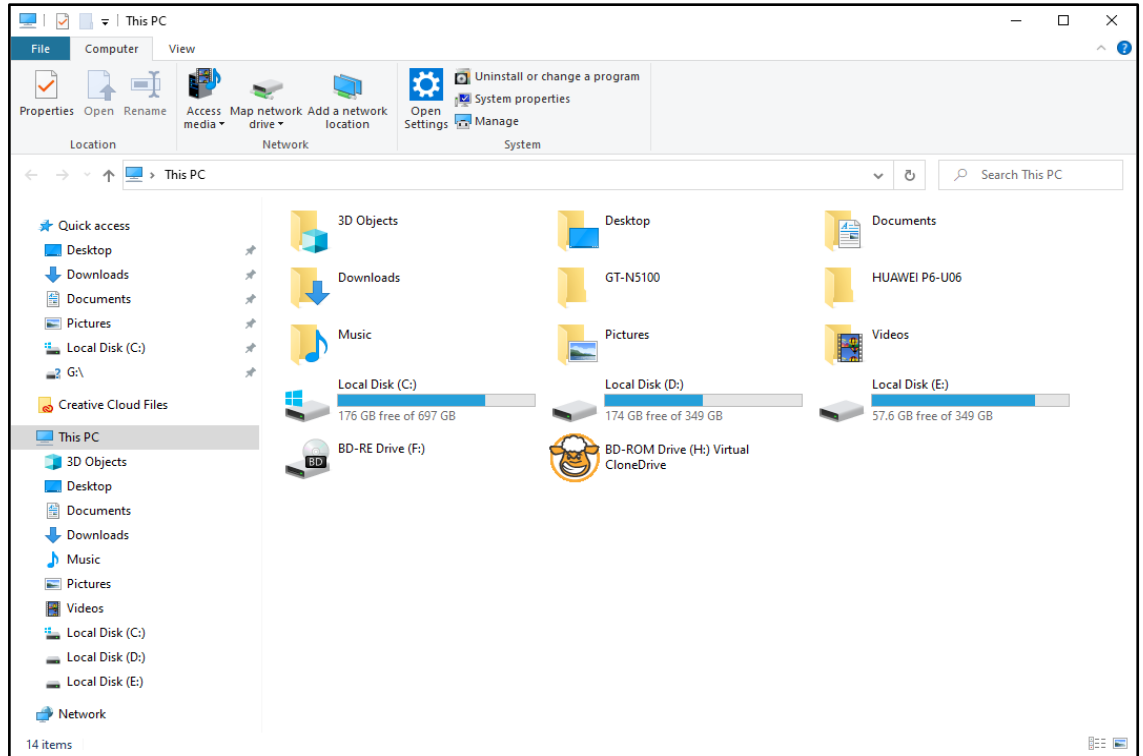 This PC
File Computer View
Properties Open Rename Access media Map network drive Add a network location Open Settings Uninstall or change a program
System properties
Manage
Location Network System
This PC Search This PC
Quick access
Desktop
Downloads
Documents
Pictures
Local Disk (C:)
G:\
Creative Cloud Files
This PC
3D Objects
Desktop
Documents
Downloads
Music
Pictures
Videos
Local Disk (C:)
Local Disk (D:)
Local Disk (E:)
Network
3D Objects Desktop Documents
Downloads GT-N5100 HUAWEI P6-U06
Music Pictures Videos
Local Disk (C:) Local Disk (D:) Local Disk (E:)
176 GB free of 697 GB 174 GB free of 349 GB 57.6 GB free of 349 GB
BD-RE Drive (F:) BD-ROM Drive (H:) Virtual
CloneDrive
BD
14 items